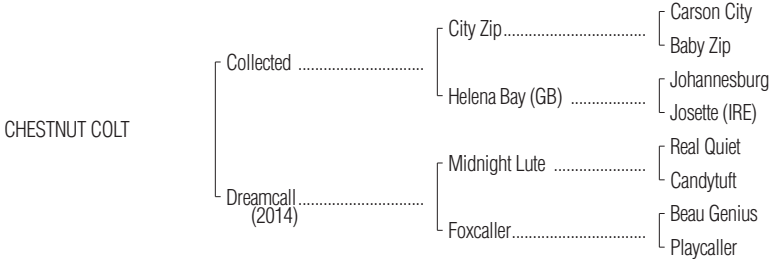 Carson City
City Zip..................................
Baby Zip
Collected ..............................
Johannesburg
Helena Bay (GB) ..................
Josette (IRE)
CHESTNUT COLT
Real Quiet
Midnight Lute ......................
Candytuft
Dreamcall..............................
(2014)
Beau Genius
Foxcaller................................
Playcaller